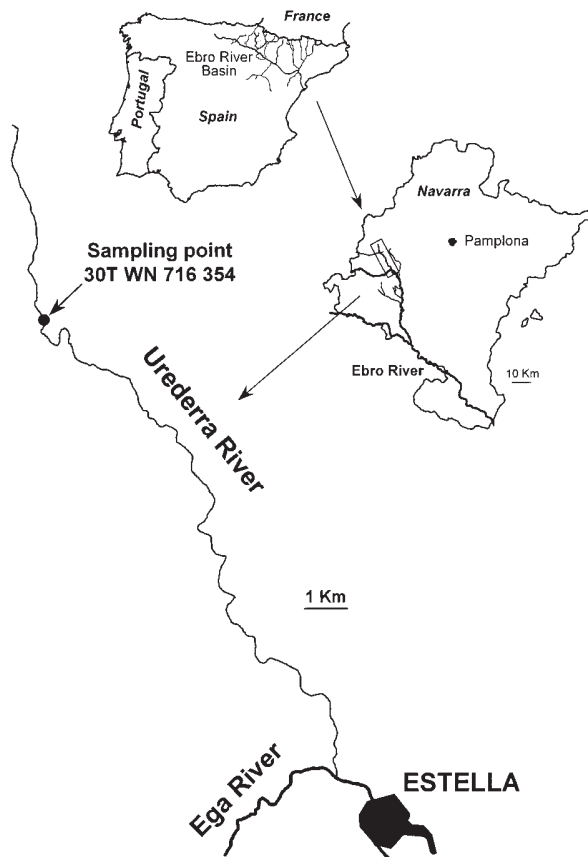 France
Ebro River
Basin
Portugal
Spain
Navarra
Pamplona
Sampling point
30T WN 716 354
Urederra River
Ebro River
10 Km
1 Km
Ega River
ESTELLA